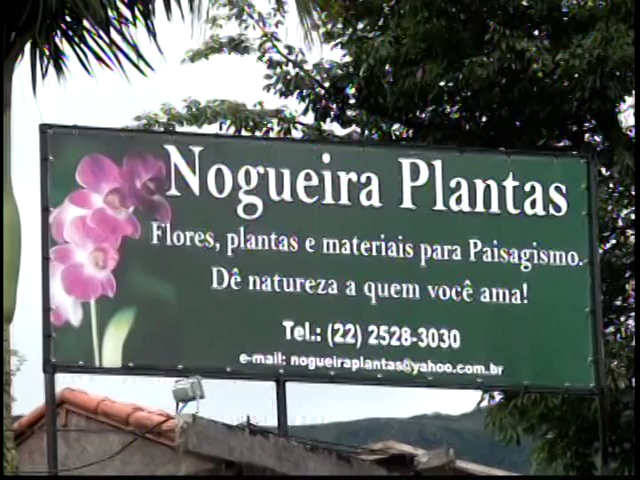 Nogueira Plantas
Flores, plantas e materiais para Paisagismo.
Dê natureza a quem você ama!
Tel.: (22) 2528-3030
e-mail: nogueiraplantas@yahoo.com.br